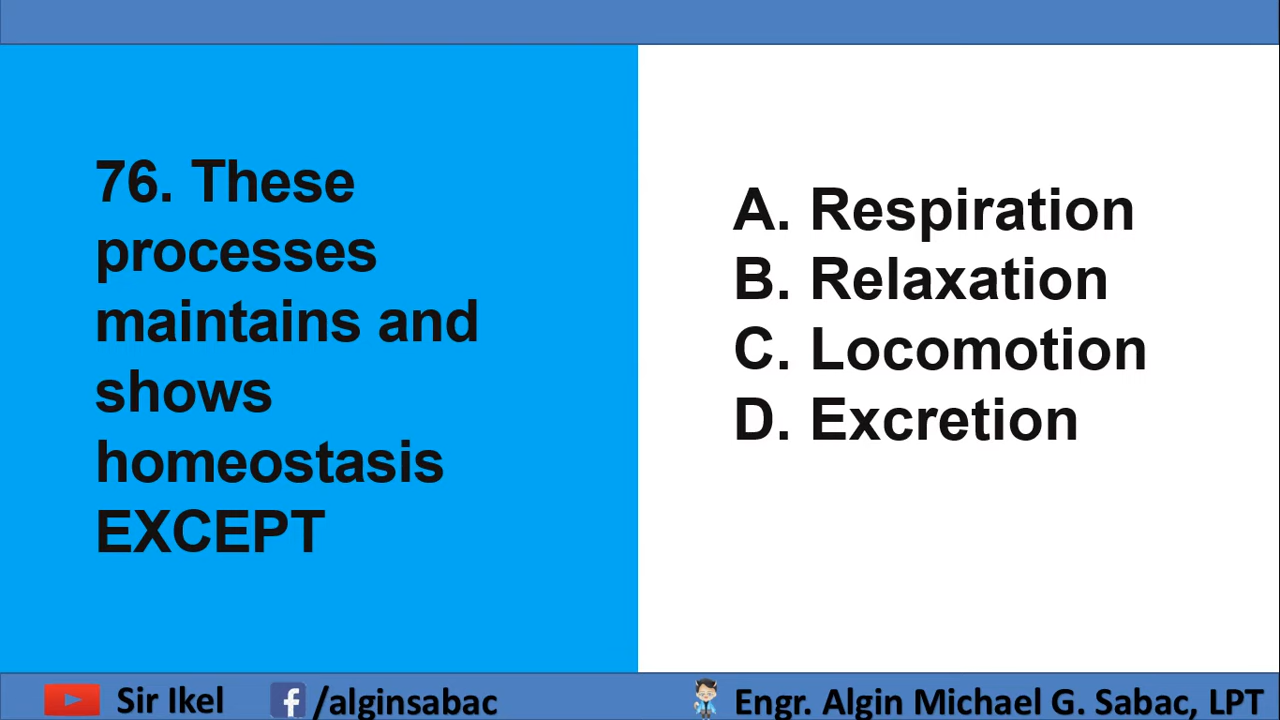 76. These
processes
maintains and
shows
homeostasis
EXCEPT
A. Respiration
B. Relaxation
C. Locomotion
D. Excretion
Sir Ikel
/alginsabac
Engr. Algin Michael G. Sabac, LPT